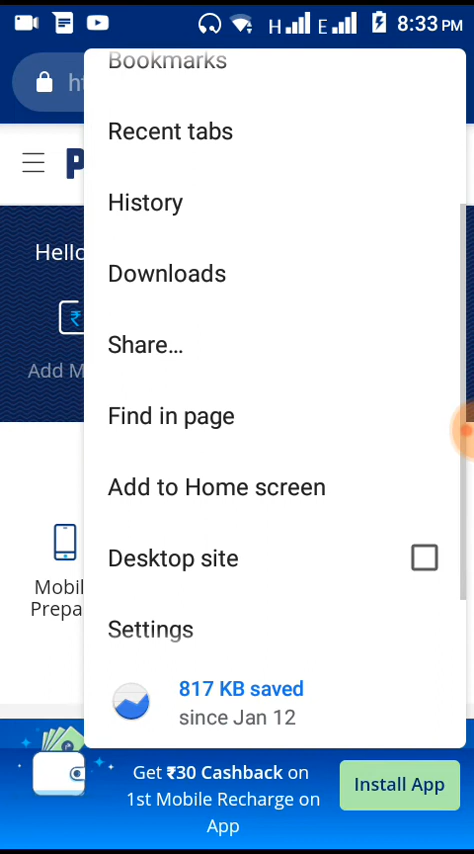 H E 8:33 PM
ht
Bookmarks
Recent tabs
P
History
Hello
Downloads
₹
Share...
Add M
Find in page
Add to Home screen
Desktop site
Mobil
Prepa
Settings
817 KB saved
since Jan 12
Get ₹30 Cashback on
1st Mobile Recharge on
App
Install App